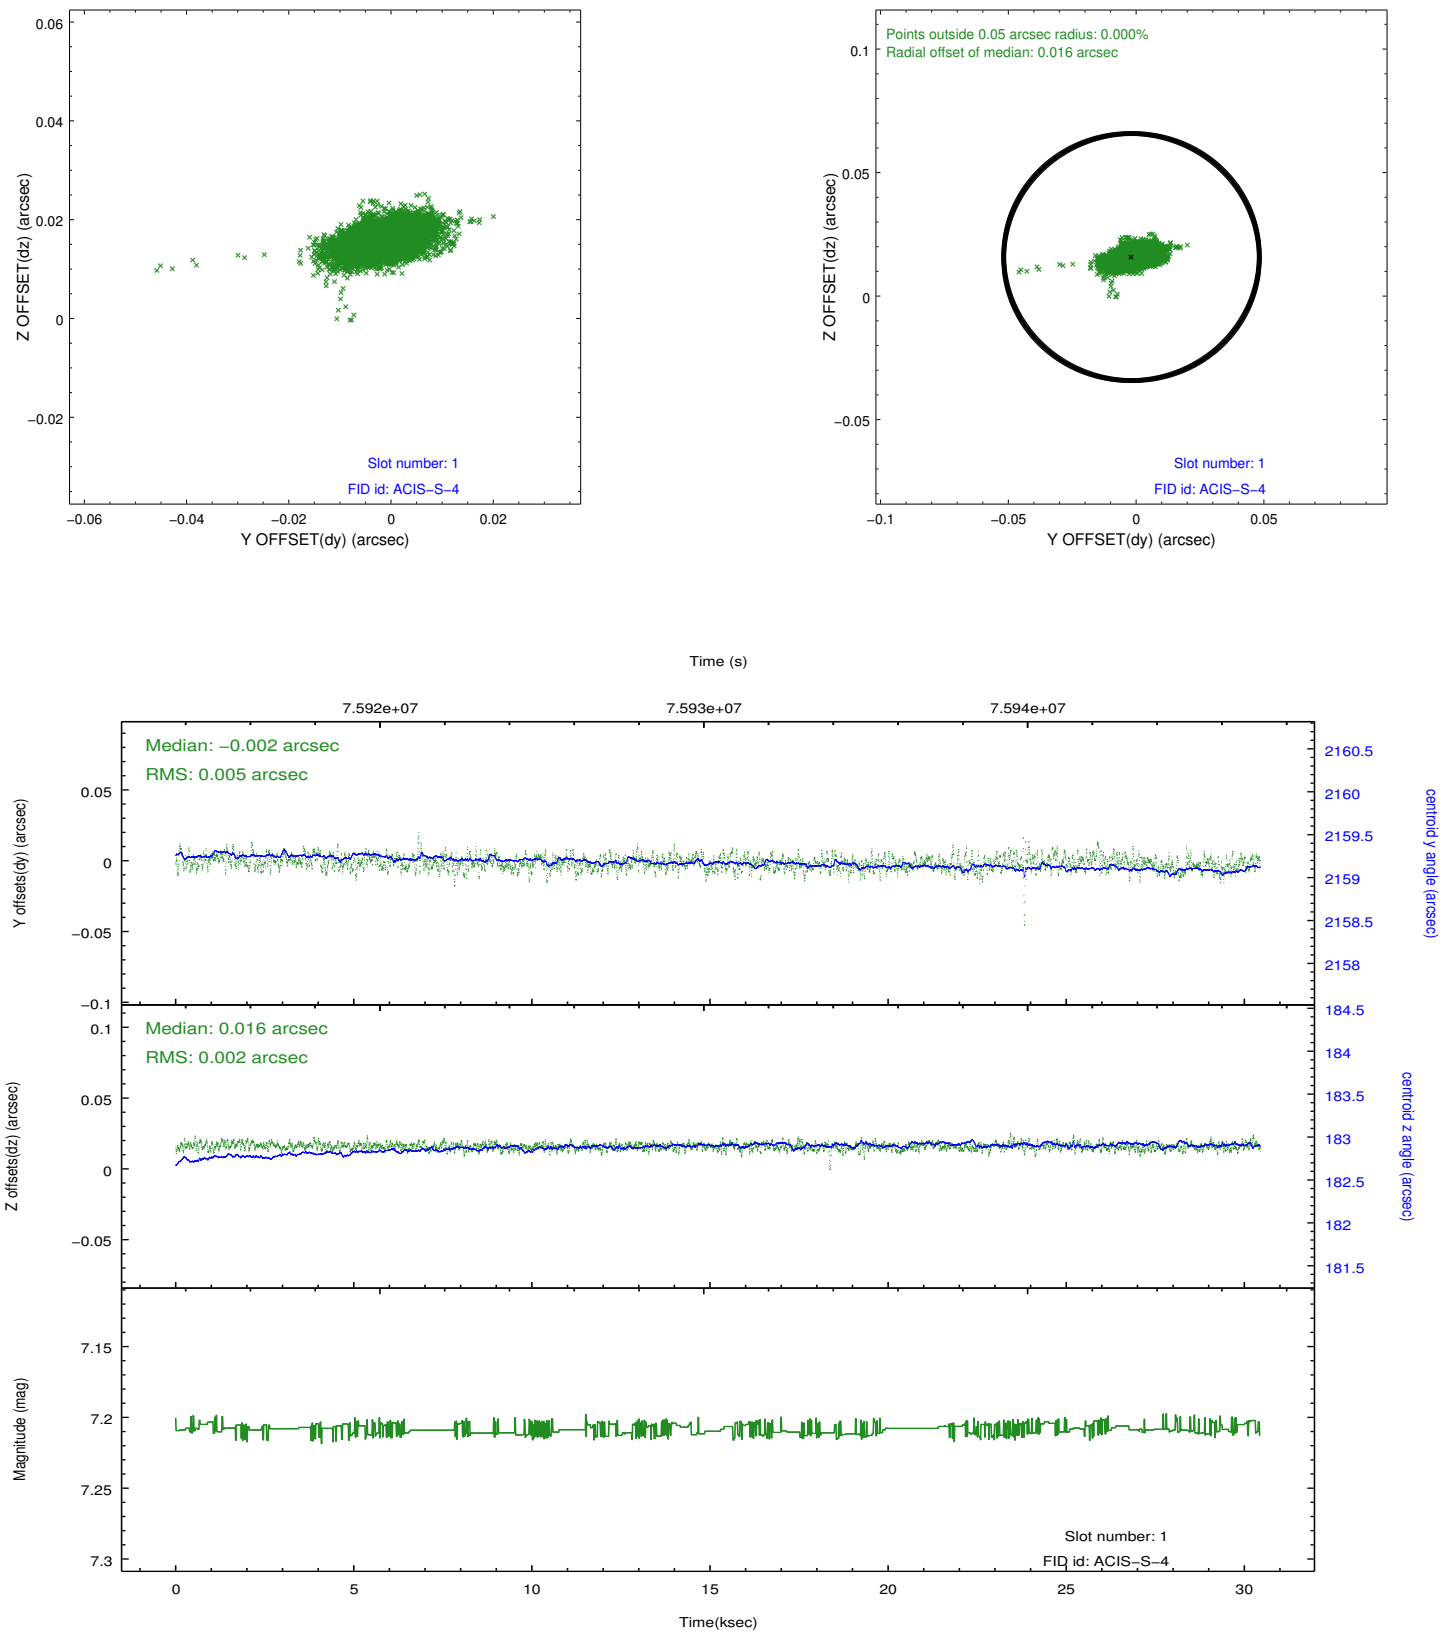 0.06
0.04
0.02
0
−0.02
Z OFFSET(dz) (arcsec)
Slot number: 1
FID id: ACIS−S−4
−0.06
−0.04
−0.02
0
0.02
Y OFFSET(dy) (arcsec)
Points outside 0.05 arcsec radius: 0.000%
Radial offset of median: 0.016 arcsec
0.1
0.05
0
−0.05
Z OFFSET(dz) (arcsec)
Slot number: 1
FID id: ACIS−S−4
−0.1
−0.05
0
0.05
Y OFFSET(dy) (arcsec)
Time (s)
7.592e+07
7.593e+07
7.594e+07
Median: −0.002 arcsec
RMS: 0.005 arcsec
0.05
0
−0.05
−0.1
Y offsets(dy) (arcsec)
2160.5
2160
2159.5
2159
2158.5
2158
centroid y angle (arcsec)
Median: 0.016 arcsec
RMS: 0.002 arcsec
0.1
0.05
0
−0.05
Z offsets(dz) (arcsec)
184.5
184
183.5
183
182.5
182
181.5
centroid z angle (arcsec)
7.15
7.2
7.25
7.3
Magnitude (mag)
Slot number: 1
FID id: ACIS−S−4
0
5
10
15
20
25
30
Time(ksec)